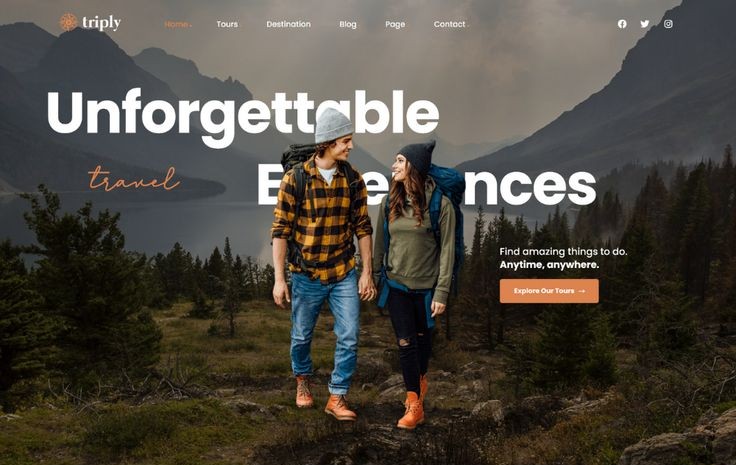 triply
Home
Tours
Destination
Blog
Page
Contact
Unforgettable
travel
E e nces
Find amazing things to do.
Anytime, anywhere.
Explore Our Tours →